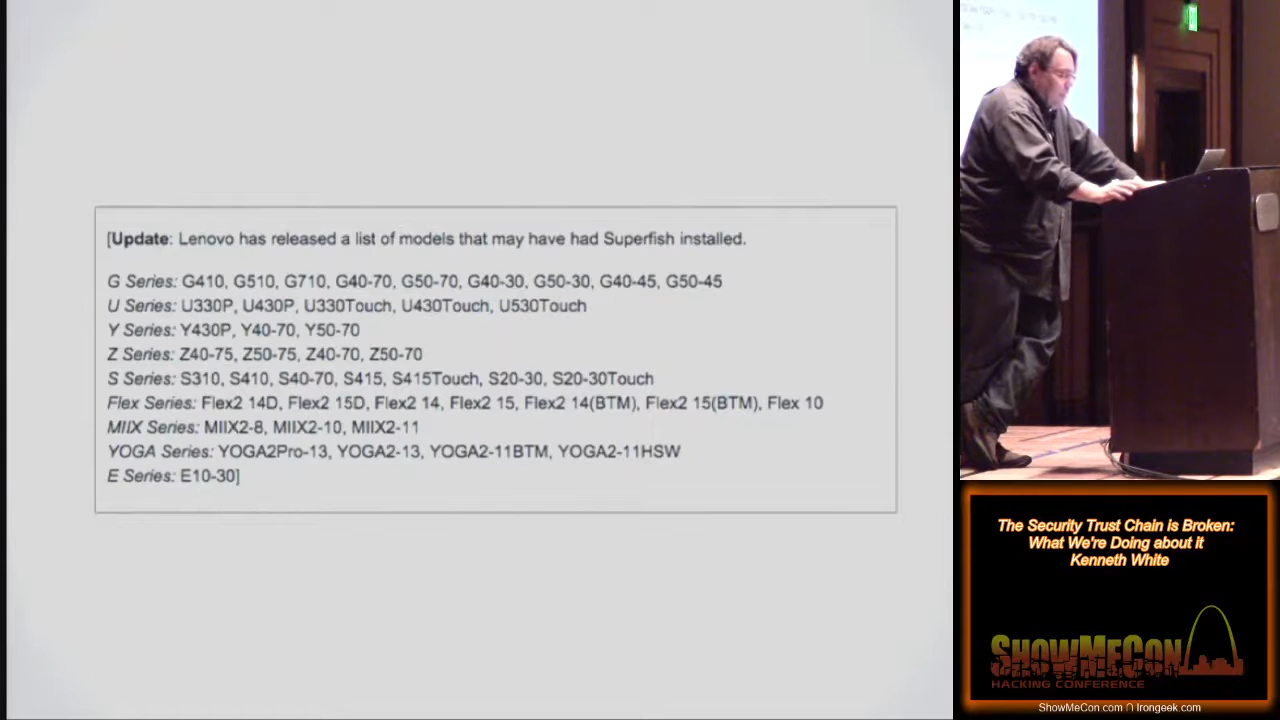 [Update: Lenovo has released a list of models that may have had Superfish installed.
G Series: G410, G510, G710, G40-70, G50-70, G40-30, G50-30, G40-45, G50-45
U Series: U330P, U430P, U330Touch, U430Touch, U530Touch
Y Series: Y430P, Y40-70, Y50-70
Z Series: Z40-75, Z50-75, Z40-70, Z50-70
S Series: S310, S410, S40-70, S415, S415Touch, S20-30, S20-30Touch
Flex Series: Flex2 14D, Flex2 15D, Flex2 14, Flex2 15, Flex2 14(BTM), Flex2 15(BTM), Flex 10
MIIX Series: MIIX2-8, MIIX2-10, MIIX2-11
YOGA Series: YOGA2Pro-13, YOGA2-13, YOGA2-11BTM, YOGA2-11HSW
E Series: E10-30]
The Security Trust Chain is Broken:
What We're Doing about it
Kenneth White
ShowMeCon
HACKING CONFERENCE
ShowMeCon.com ∩ Irongeek.com